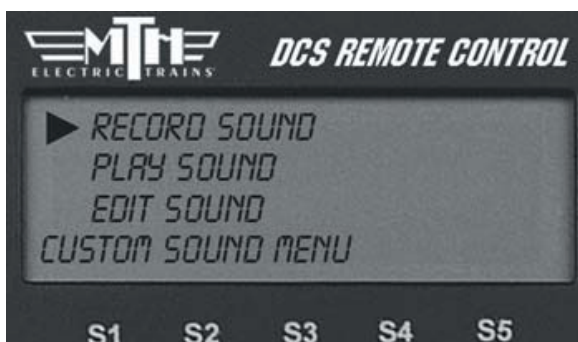 MTH
ELECTRIC TRAINS
DCS REMOTE CONTROL
RECORD SOUND
PLAY SOUND
EDIT SOUND
CUSTOM SOUND MENU
S1 S2 S3 S4 S5